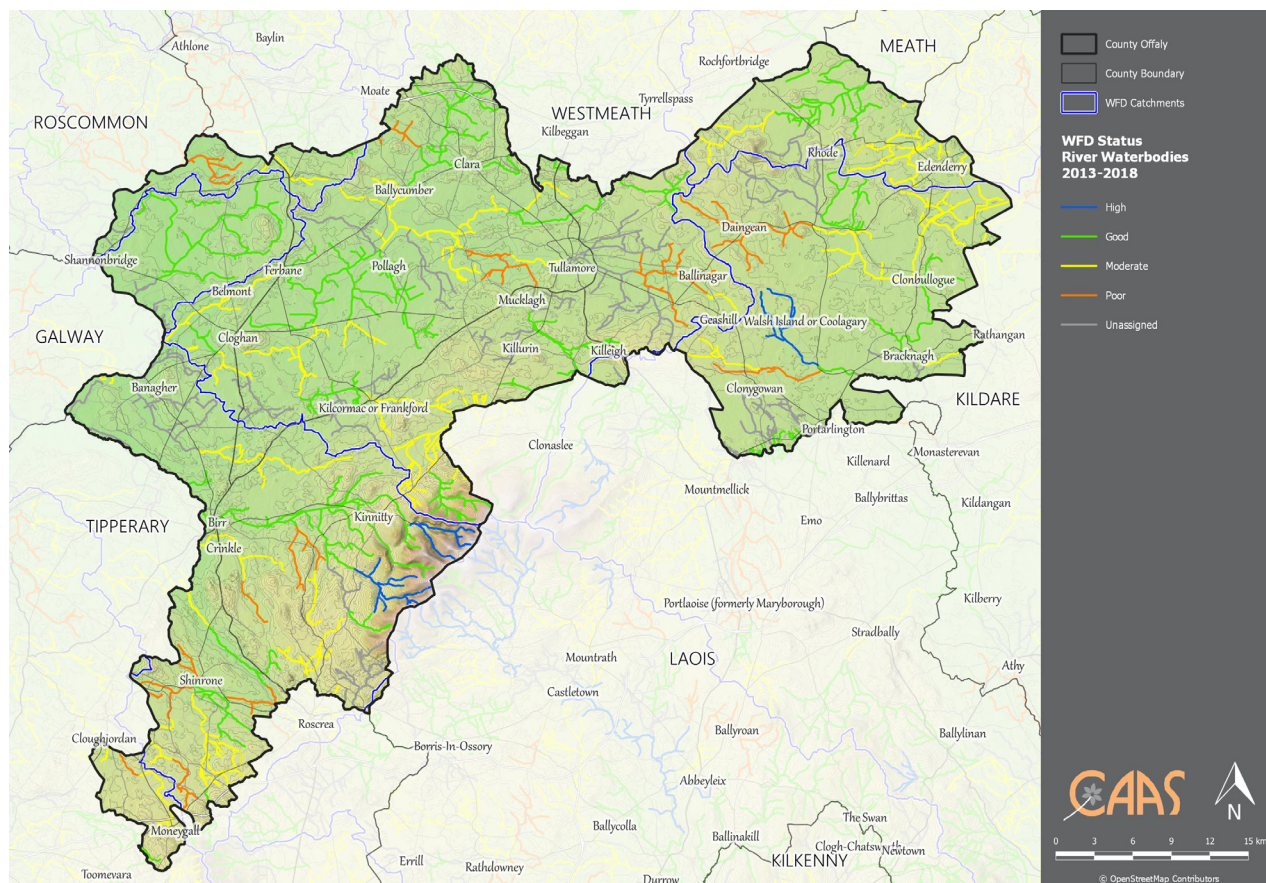 Athlone
Baylin
MEATH
Rochfortbridge
Moate
Tyrrellspass
WESTMEATH
ROSCOMMON
Kilbeggan
Rhode
Clara
Edenderry
Ballycumber
Daingean
Shannonbridge
Ferbane
Pollagh
Tullamore
Ballinagar
Clonbullogue
Belmont
Mucklagh
Geashill
Walsh Island or Coolagary
GALWAY
Cloghan
Rathangan
Killurin
Killeigh
Bracknagh
Banagher
Clonygowan
KILDARE
Kilcormac or Frankford
Portarlington
Clonaslee
Monasterevan
Killenard
Mountmellick
Ballybrittas
Kildangan
TIPPERARY
Birr
Kinnitty
Emo
Crinkle
Kilberry
Portlaoise (formerly Maryborough)
Stradbally
Mountrath
LAOIS
Athy
Shinrone
Castletown
Roscrea
Ballyroan
Cloughjordan
Borris-In-Ossory
Ballylinan
Abbeyleix
Moneygall
Ballycolla
The Swan
Ballinakill
Newtown
KILKENNY
Errill
Rathdowney
Toomevara
Durrow
County Offaly
County Boundary
WFD Catchments
WFD Status
River Waterbodies
2013-2018
High
Good
Moderate
Poor
Unassigned
CAAS
N
0 3 6 9 12 15 km
© OpenStreetMap Contributors